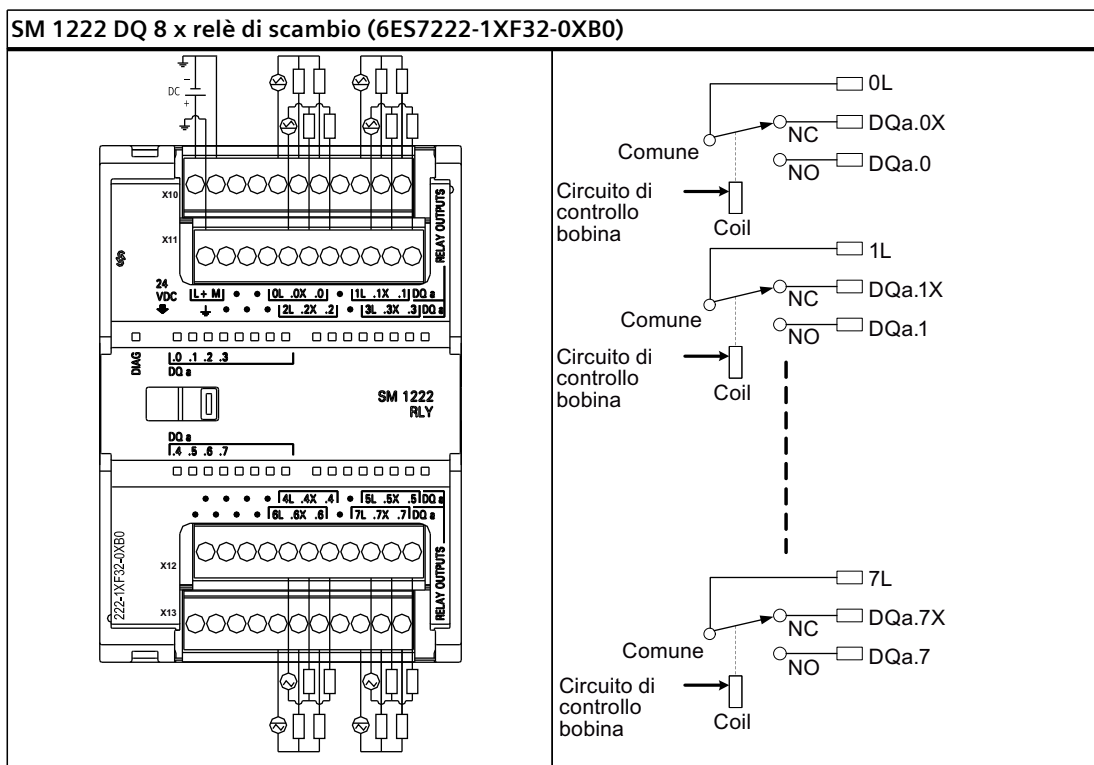 SM 1222 DQ 8 x relè di scambio (6ES7222-1XF32-0XB0)
DC
-
+
X10
X11
RELAY OUTPUTS
24
VDC
L+ M • • 0L .0X .0 • 1L .1X .1 DQ a
• • • • 2L .2X .2 • 3L .3X .3 DQ a
DIAG
.0 .1 .2 .3
DQ a
SM 1222
RLY
DQ a
.4 .5 .6 .7
• • • • 4L .4X .4 • 5L .5X .5 DQ a
• • • • 6L .6X .6 • 7L .7X .7 DQ a
222-1XF32-0XB0
X12
X13
RELAY OUTPUTS
0L
DQa.0X
NC
Comune
DQa.0
NO
Circuito di
controllo
bobina
Coil
1L
DQa.1X
NC
Comune
DQa.1
NO
Circuito di
controllo
bobina
Coil
7L
DQa.7X
NC
Comune
DQa.7
NO
Circuito di
controllo
bobina
Coil